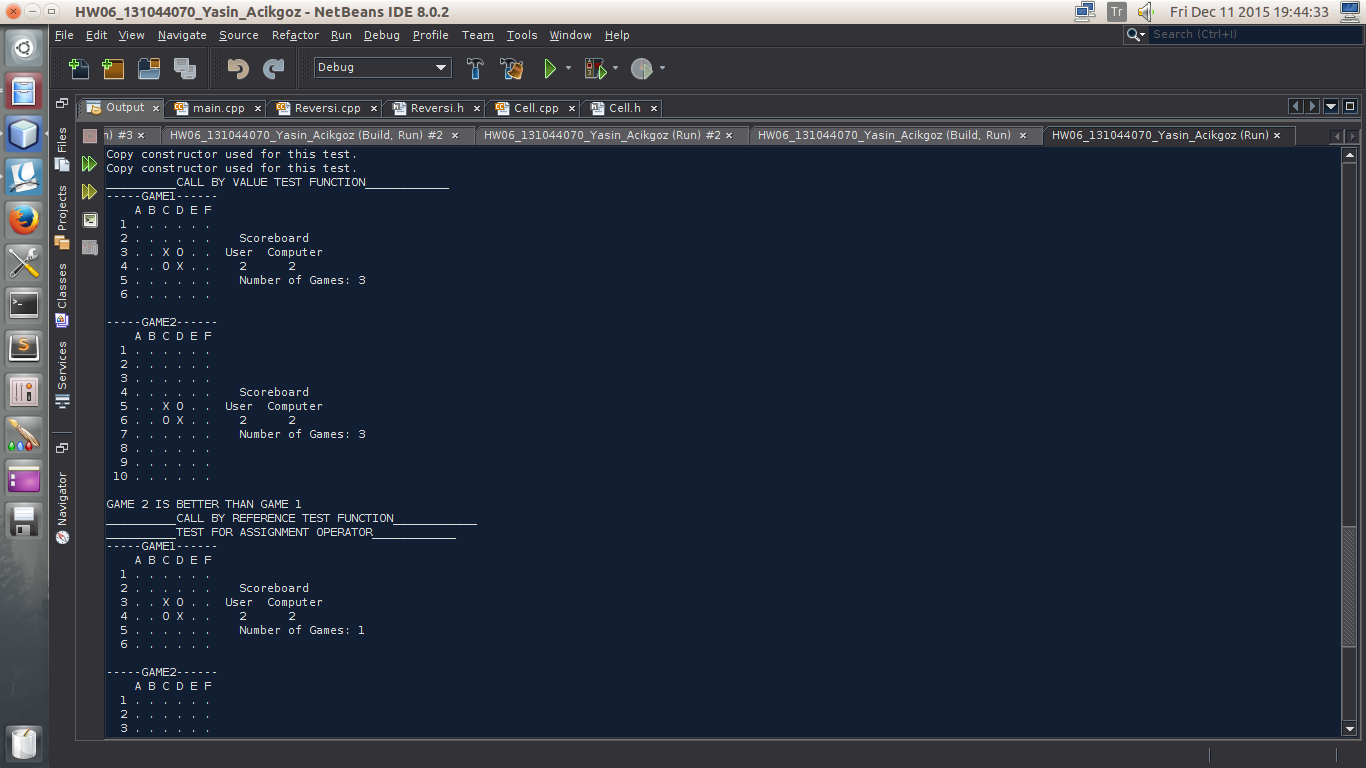 HW06_131044070_Yasin_Acikgoz - NetBeans IDE 8.0.2
Tr
Fri Dec 11 2015 19:44:33
File Edit View Navigate Source Refactor Run Debug Profile Team Tools Window Help
Search (Ctrl+I)
Debug
Output main.cpp Reversi.cpp Reversi.h Cell.cpp Cell.h
n) #3 HW06_131044070_Yasin_Acikgoz (Build, Run) #2 HW06_131044070_Yasin_Acikgoz (Run) #2 HW06_131044070_Yasin_Acikgoz (Build, Run) HW06_131044070_Yasin_Acikgoz (Run)
Files
Projects
Classes
Services
Navigator
Copy constructor used for this test.
Copy constructor used for this test.
__________CALL BY VALUE TEST FUNCTION____________
-----GAME1------
A B C D E F
1 . . . . . .
2 . . . . . . Scoreboard
3 . . X O . . User Computer
4 . . O X . . 2 2
5 . . . . . . Number of Games: 3
6 . . . . . .
-----GAME2------
A B C D E F
1 . . . . . .
2 . . . . . .
3 . . . . . .
4 . . . . . . Scoreboard
5 . . X O . . User Computer
6 . . O X . . 2 2
7 . . . . . . Number of Games: 3
8 . . . . . .
9 . . . . . .
10 . . . . . .
GAME 2 IS BETTER THAN GAME 1
__________CALL BY REFERENCE TEST FUNCTION____________
__________TEST FOR ASSIGNMENT OPERATOR____________
-----GAME1------
A B C D E F
1 . . . . . .
2 . . . . . . Scoreboard
3 . . X O . . User Computer
4 . . O X . . 2 2
5 . . . . . . Number of Games: 1
6 . . . . . .
-----GAME2------
A B C D E F
1 . . . . . .
2 . . . . . .
3 . . . . . .